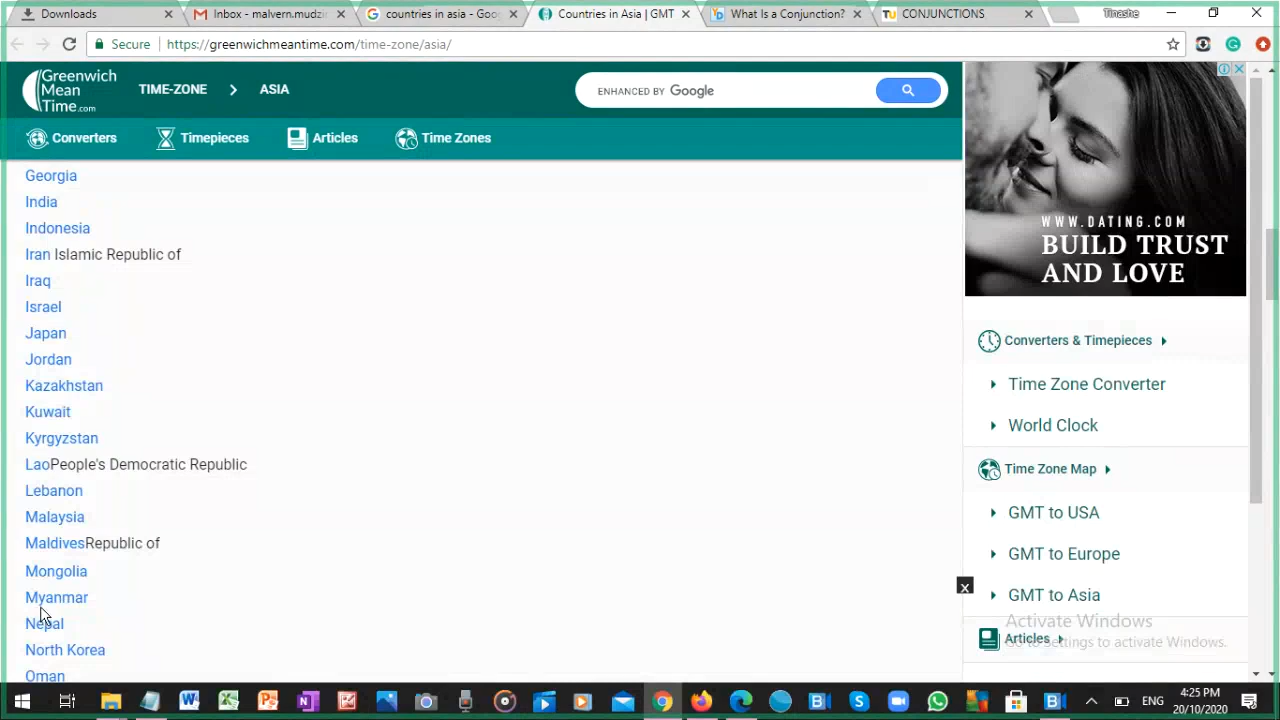 Downloads
Inbox - malvern.mudzin
countries in asia - Goog
Countries in Asia | GMT
What Is a Conjunction?
CONJUNCTIONS
Tinashe
Secure
https://greenwichmeantime.com/time-zone/asia/
Greenwich
Mean
Time.com
TIME-ZONE
ASIA
ENHANCED BY Google
Converters
Timepieces
Articles
Time Zones
Georgia
India
Indonesia
Iran Islamic Republic of
Iraq
Israel
Japan
Jordan
Kazakhstan
Kuwait
Kyrgyzstan
LaoPeople's Democratic Republic
Lebanon
Malaysia
MaldivesRepublic of
Mongolia
Myanmar
Nepal
North Korea
Oman
WWW.DATING.COM
BUILD TRUST
AND LOVE
Converters & Timepieces
Time Zone Converter
World Clock
Time Zone Map
GMT to USA
GMT to Europe
GMT to Asia
Activate Windows
Articles
Go to Settings to activate Windows.
ENG
4:25 PM
20/10/2020